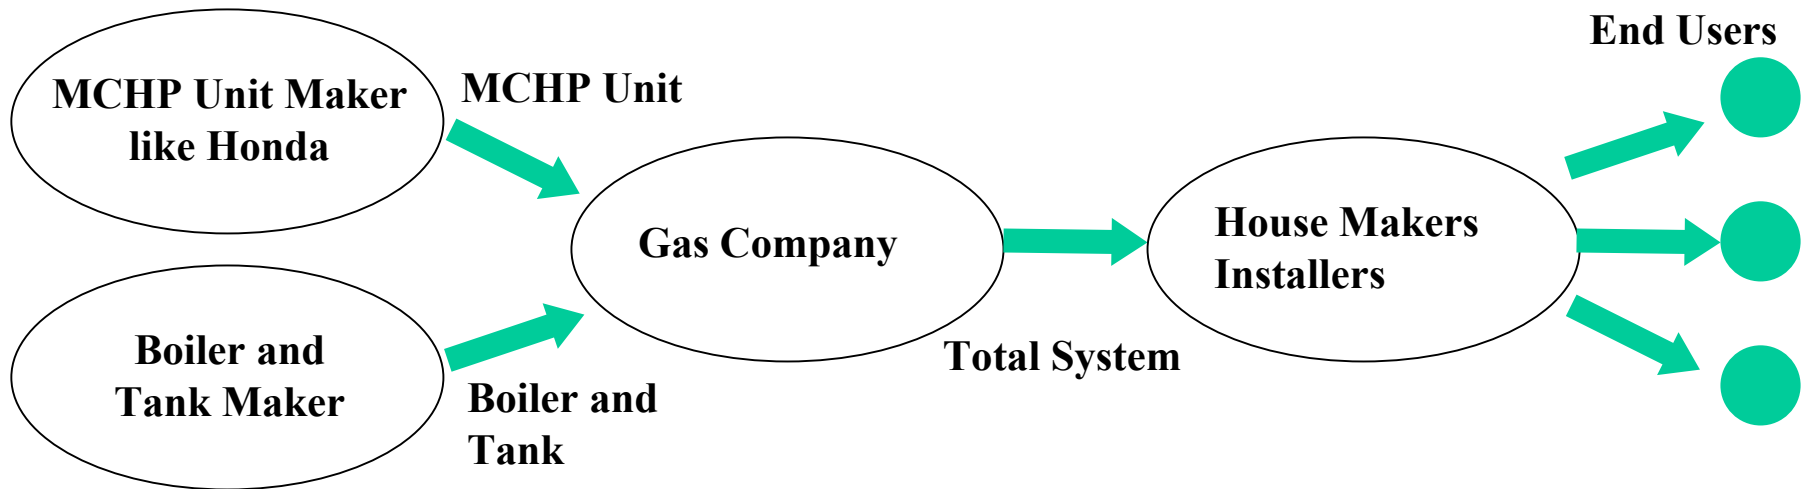 End Users
MCHP Unit Maker
like Honda
MCHP Unit
Gas Company
House Makers
Installers
Boiler and
Tank Maker
Boiler and
Tank
Total System